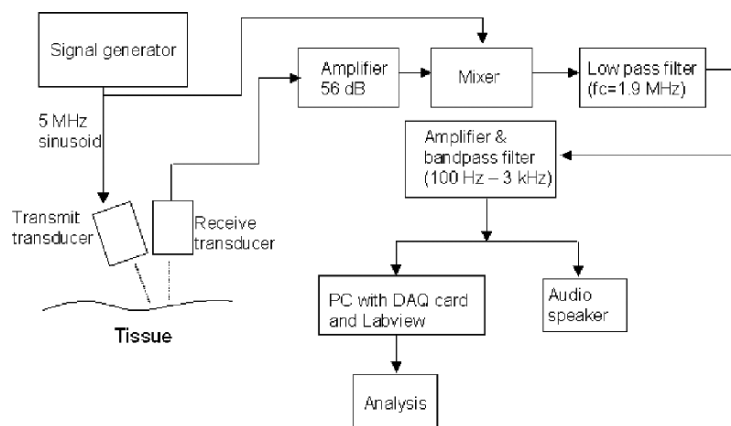 Signal generator
5 MHz
sinusoid
Amplifier
56 dB
Mixer
Low pass filter
(fc=1.9 MHz)
Amplifier &
bandpass filter
(100 Hz – 3 kHz)
Transmit
transducer
Receive
transducer
Tissue
PC with DAQ card
and Labview
Audio
speaker
Analysis